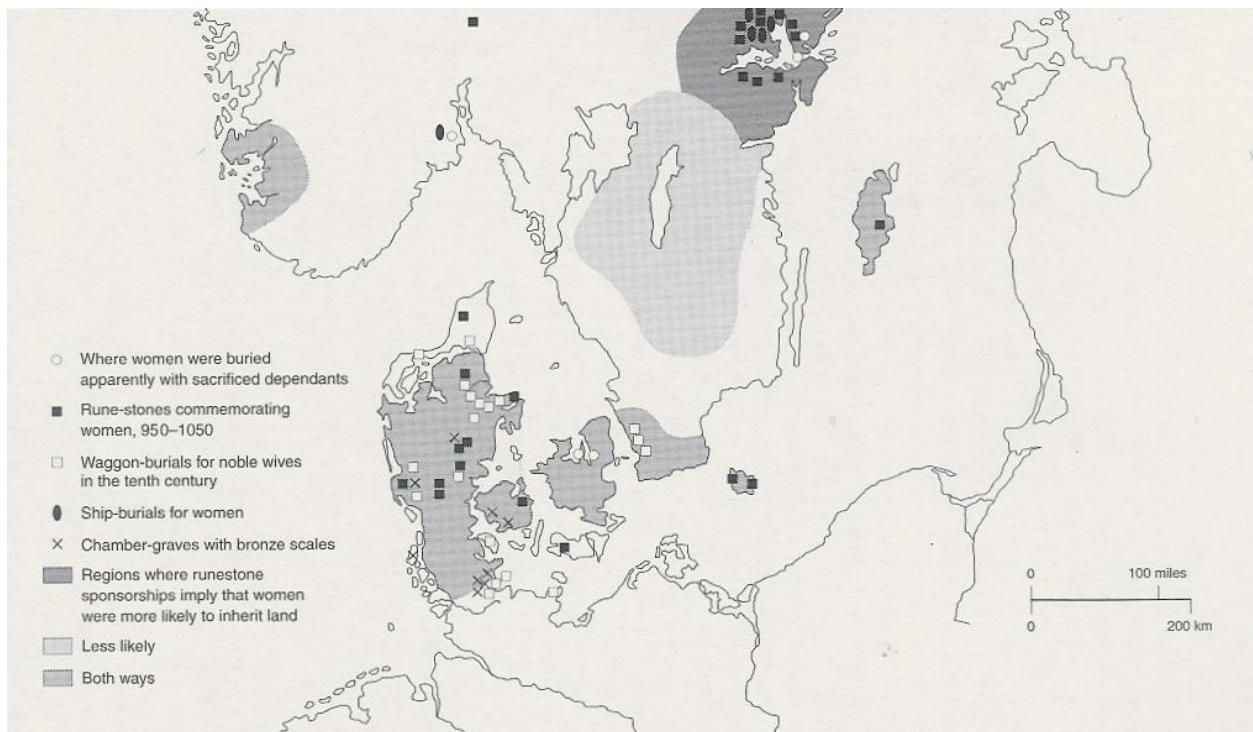 Where women were buried
apparently with sacrificed dependants
Rune-stones commemorating
women, 950–1050
Waggon-burials for noble wives
in the tenth century
Ship-burials for women
Chamber-graves with bronze scales
Regions where runestone
sponsorships imply that women
were more likely to inherit land
Less likely
Both ways
0 100 miles
0 200 km